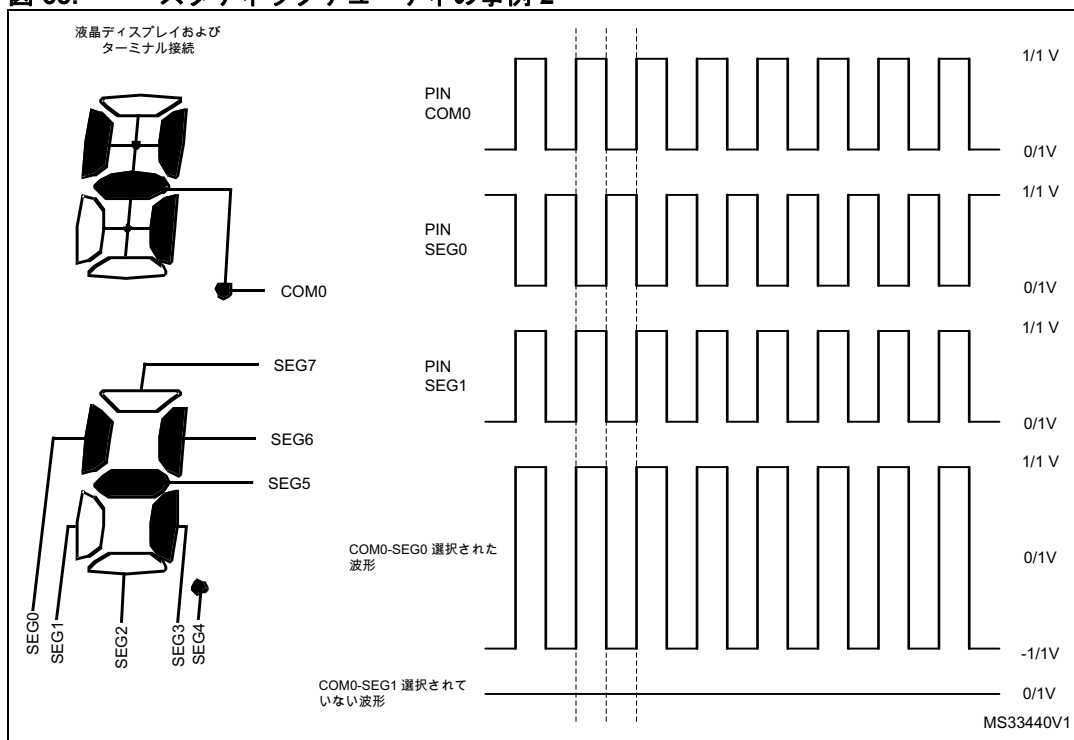 液晶ディスプレイおよび
ターミナル接続
COM0
SEG7
SEG6
SEG5
SEG0
SEG1
SEG2
SEG3
SEG4
PIN
COM0
1/1 V
0/1V
PIN
SEG0
1/1 V
0/1V
PIN
SEG1
1/1 V
0/1V
COM0-SEG0 選択された
波形
1/1 V
0/1V
-1/1V
COM0-SEG1 選択されて
いない波形
0/1V
MS33440V1